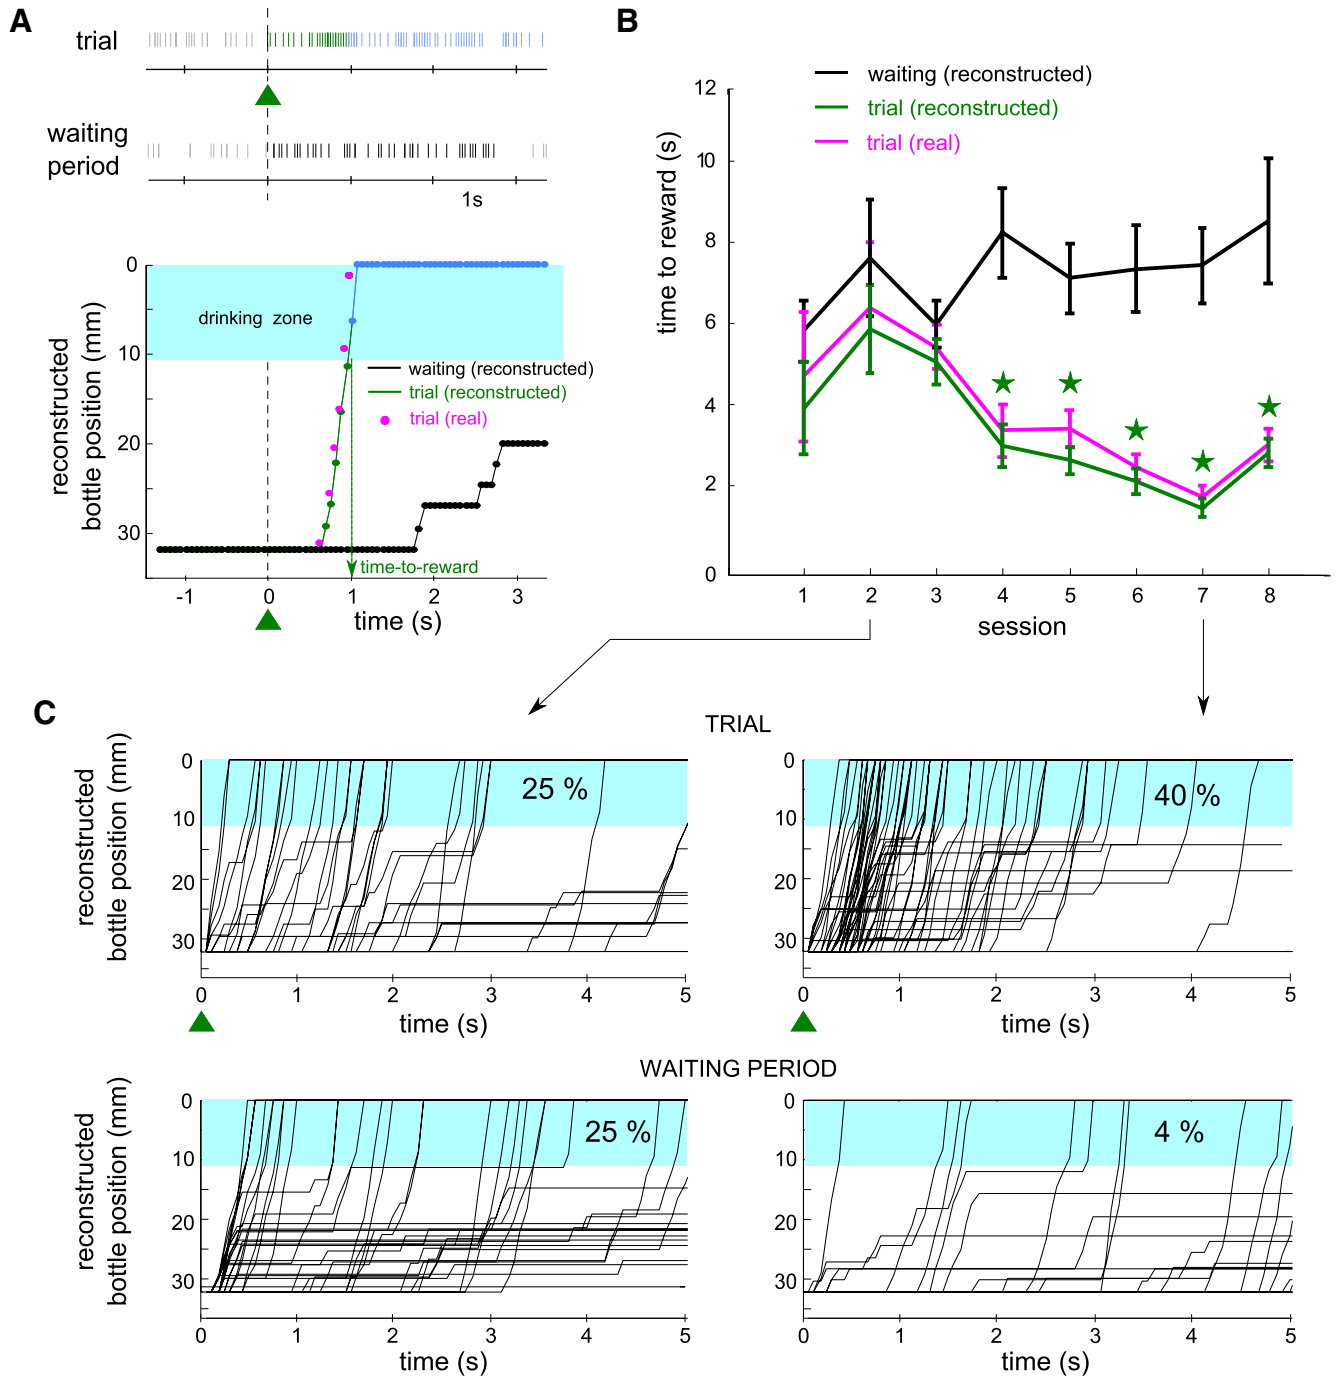 A
trial
waiting
period
1s
0
10
20
30
reconstructed
bottle position (mm)
drinking zone
waiting (reconstructed)
trial (reconstructed)
trial (real)
time-to-reward
-1 0 1 2 3
time (s)
B
waiting (reconstructed)
trial (reconstructed)
trial (real)
time to reward (s)
12
10
8
6
4
2
0
1 2 3 4 5 6 7 8
session
C
TRIAL
reconstructed
bottle position (mm)
0
10
20
30
25 %
0 1 2 3 4 5
time (s)
0
10
20
30
40 %
0 1 2 3 4 5
time (s)
WAITING PERIOD
reconstructed
bottle position (mm)
0
10
20
30
25 %
0 1 2 3 4 5
time (s)
0
10
20
30
4 %
0 1 2 3 4 5
time (s)